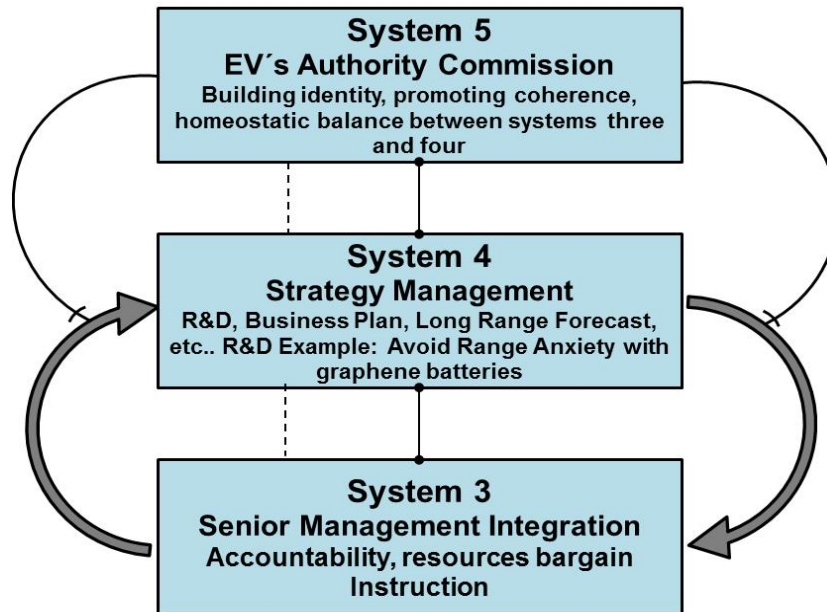 System 5
EV´s Authority Commission
Building identity, promoting coherence,
homeostatic balance between systems three
and four
System 4
Strategy Management
R&D, Business Plan, Long Range Forecast,
etc.. R&D Example: Avoid Range Anxiety with
graphene batteries
System 3
Senior Management Integration
Accountability, resources bargain
Instruction